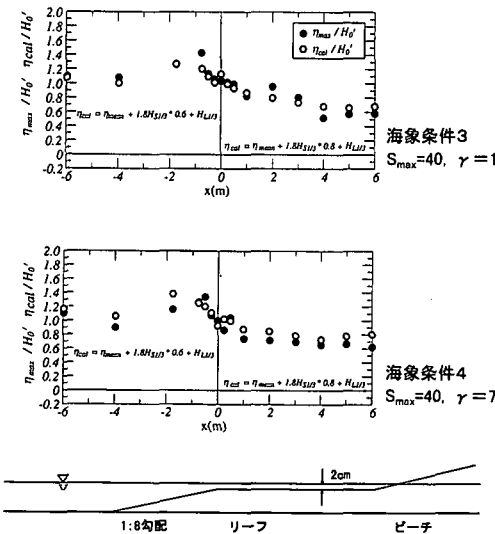 η_max / H_0' η_cal / H_0'
2.0
1.8
1.6
1.4
1.2
1.0
0.8
0.6
0.4
0.2
0
-0.2
● η_max / H_0'
○ η_cal / H_0'
η_cal = η_mean + 1.8H_S1/3 * 0.6 + H_L1/3
η_cal = η_mean + 1.8H_S1/3 * 0.8 + H_L1/3
-6 -4 -2 0 2 4 6
x(m)
海象条件3
S_max=40, γ=1
η_max / H_0' η_cal / H_0'
2.0
1.8
1.6
1.4
1.2
1.0
0.8
0.6
0.4
0.2
0
-0.2
η_cal = η_mean + 1.8H_S1/3 * 0.6 + H_L1/3
η_cal = η_mean + 1.8H_S1/3 * 0.8 + H_L1/3
-6 -4 -2 0 2 4 6
x(m)
海象条件4
S_max=40, γ=7
2cm
1:8勾配 リーフ ビーチ